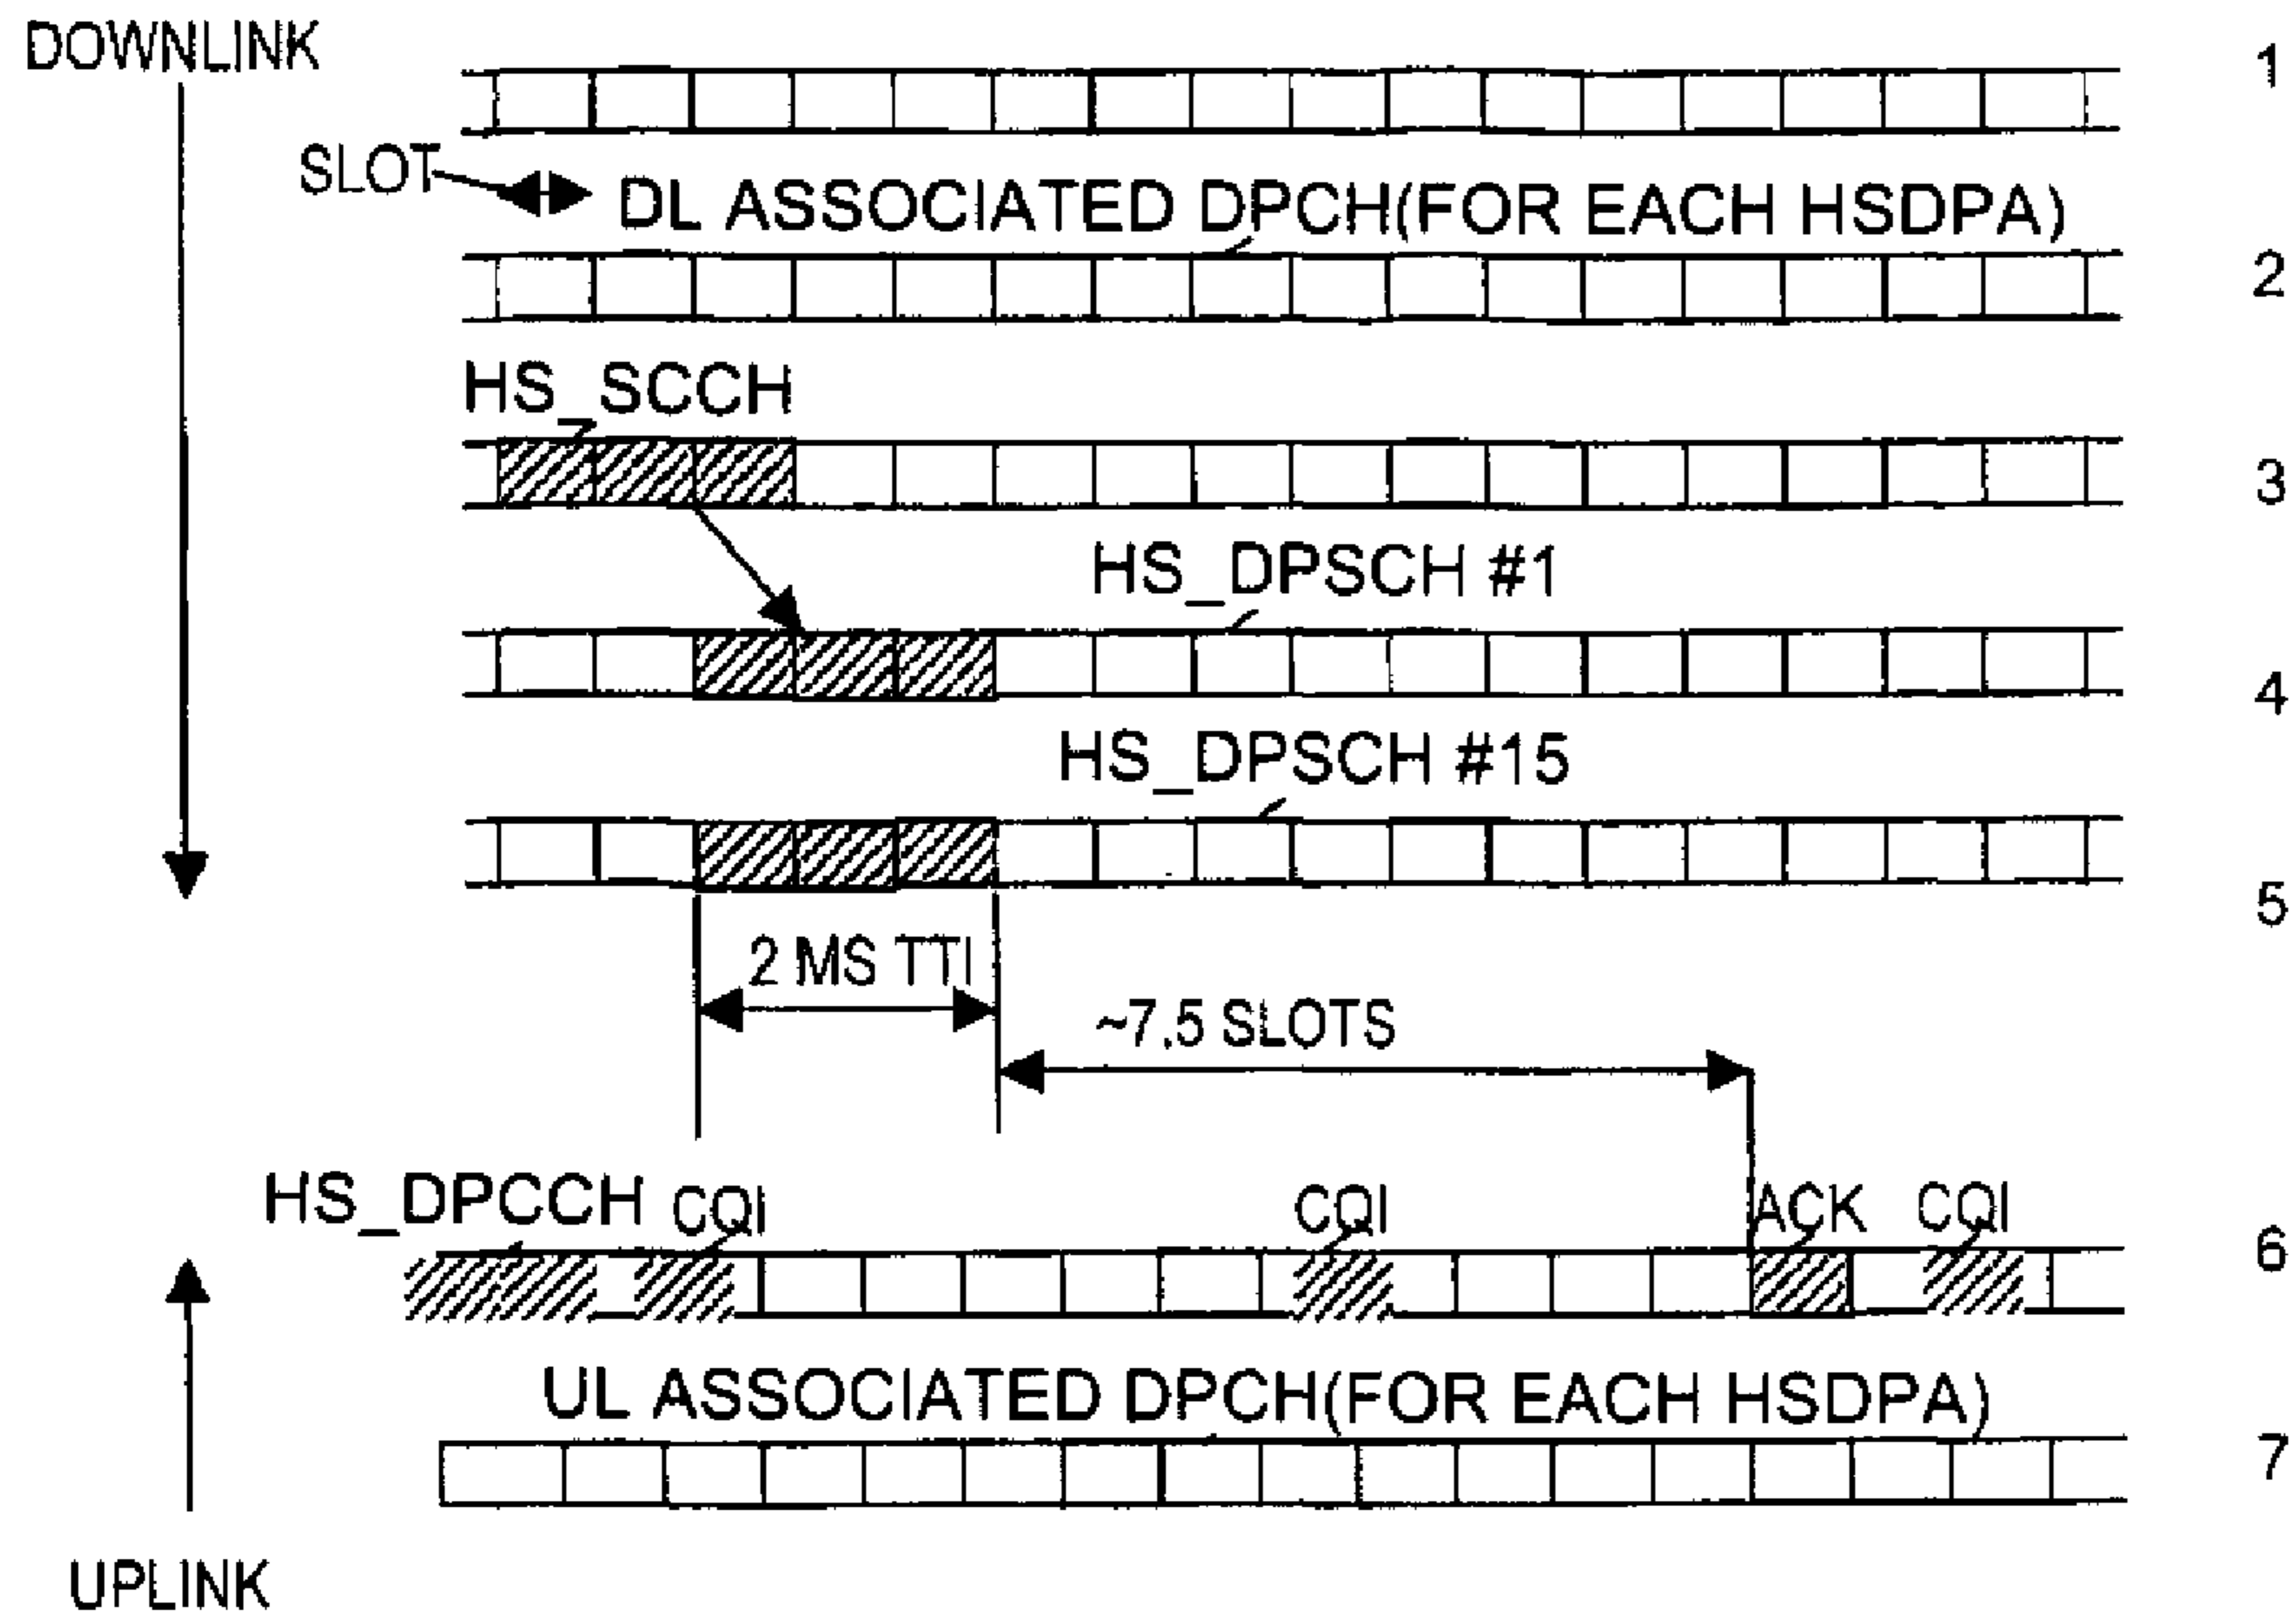 DOWNLINK
1
SLOT
DL ASSOCIATED DPCH(FOR EACH HSDPA)
2
HS_SCCH
3
HS_DPSCH #1
4
HS_DPSCH #15
5
2 MS TTI
~7.5 SLOTS
HS_DPCCH CQI CQI ACK CQI
6
UL ASSOCIATED DPCH(FOR EACH HSDPA)
7
UPLINK